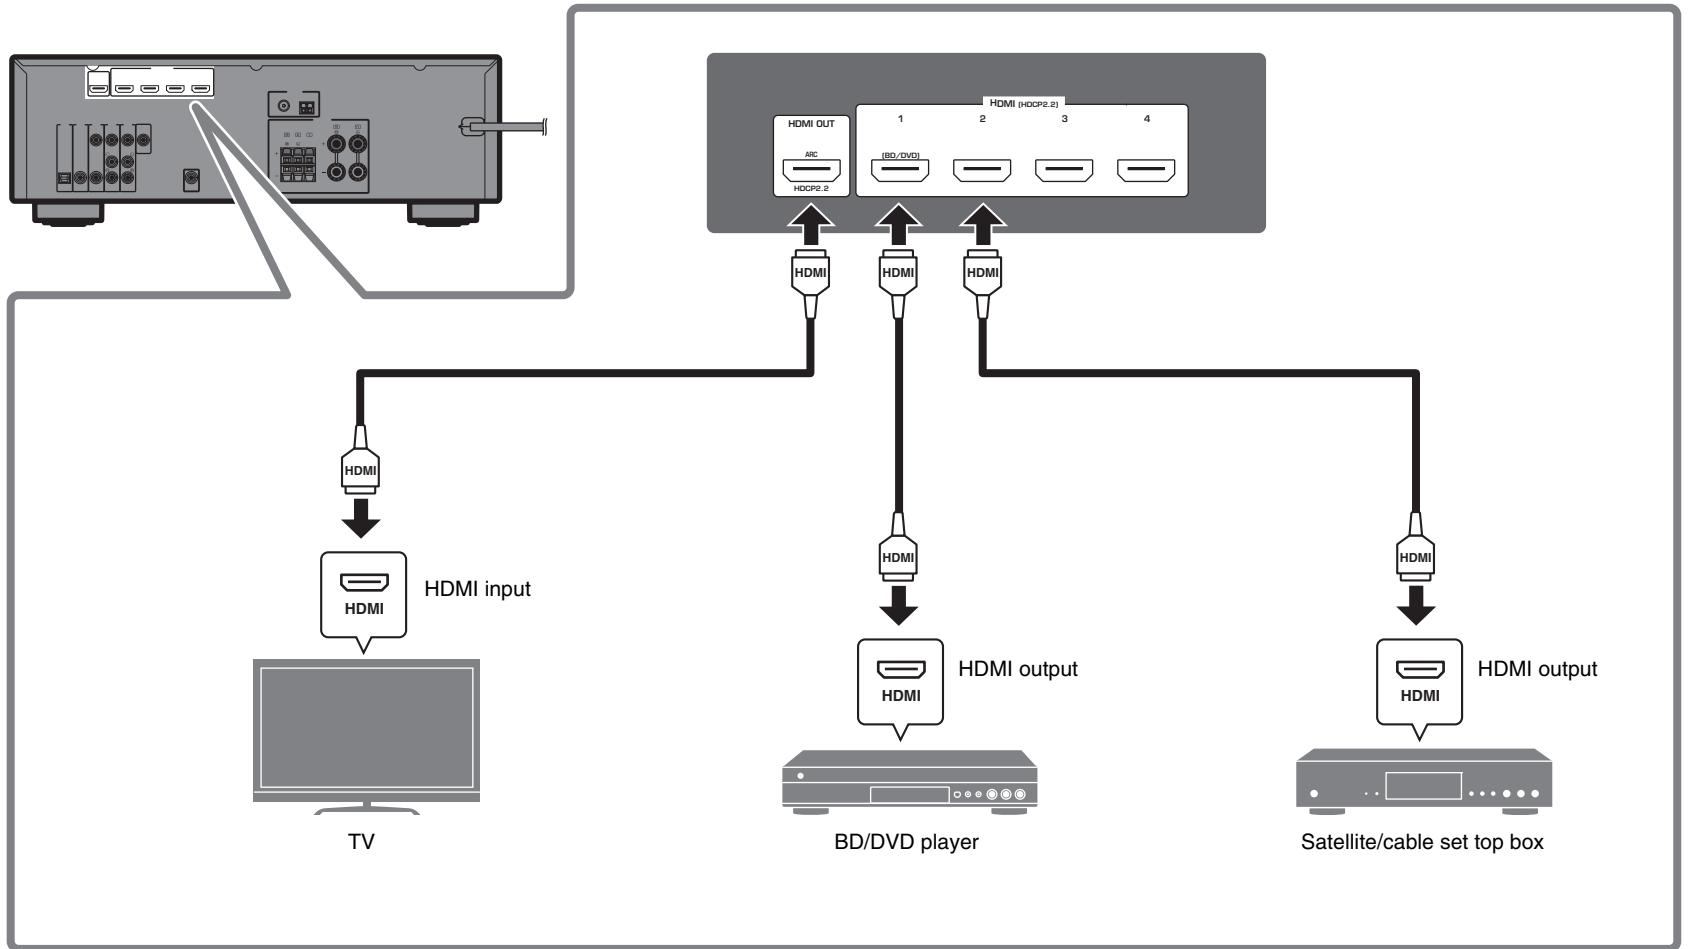 HDMI (HDCP2.2)
HDMI OUT
1 2 3 4
ARC
(BD/DVD)
HDCP2.2
HDMI HDMI HDMI
HDMI
HDMI HDMI
HDMI input
HDMI
HDMI output
HDMI
HDMI output
HDMI
TV
BD/DVD player
Satellite/cable set top box